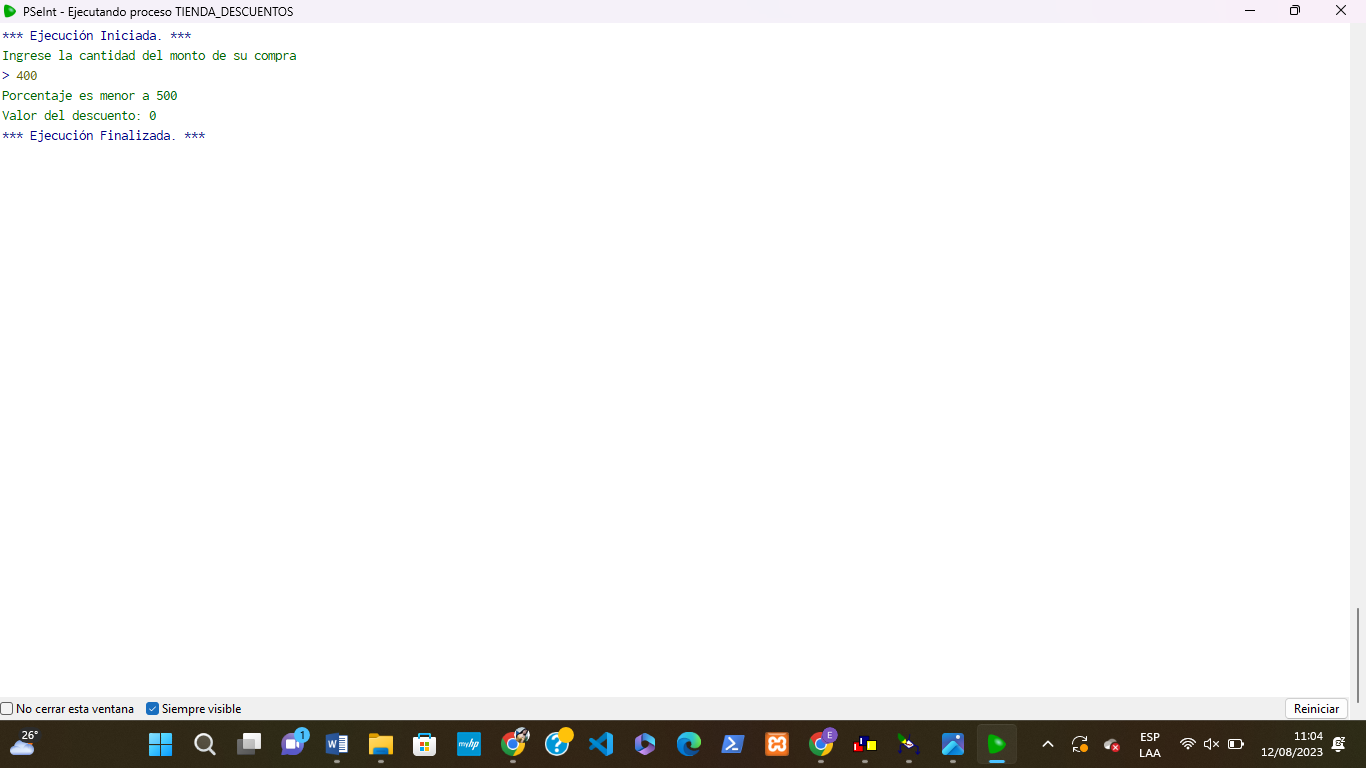 PSeInt - Ejecutando proceso TIENDA_DESCUENTOS
*** Ejecución Iniciada. ***
Ingrese la cantidad del monto de su compra
> 400
Porcentaje es menor a 500
Valor del descuento: 0
*** Ejecución Finalizada. ***
No cerrar esta ventana
Siempre visible
Reiniciar
26°
1
myhp
E
ESP
LAA
11:04
12/08/2023